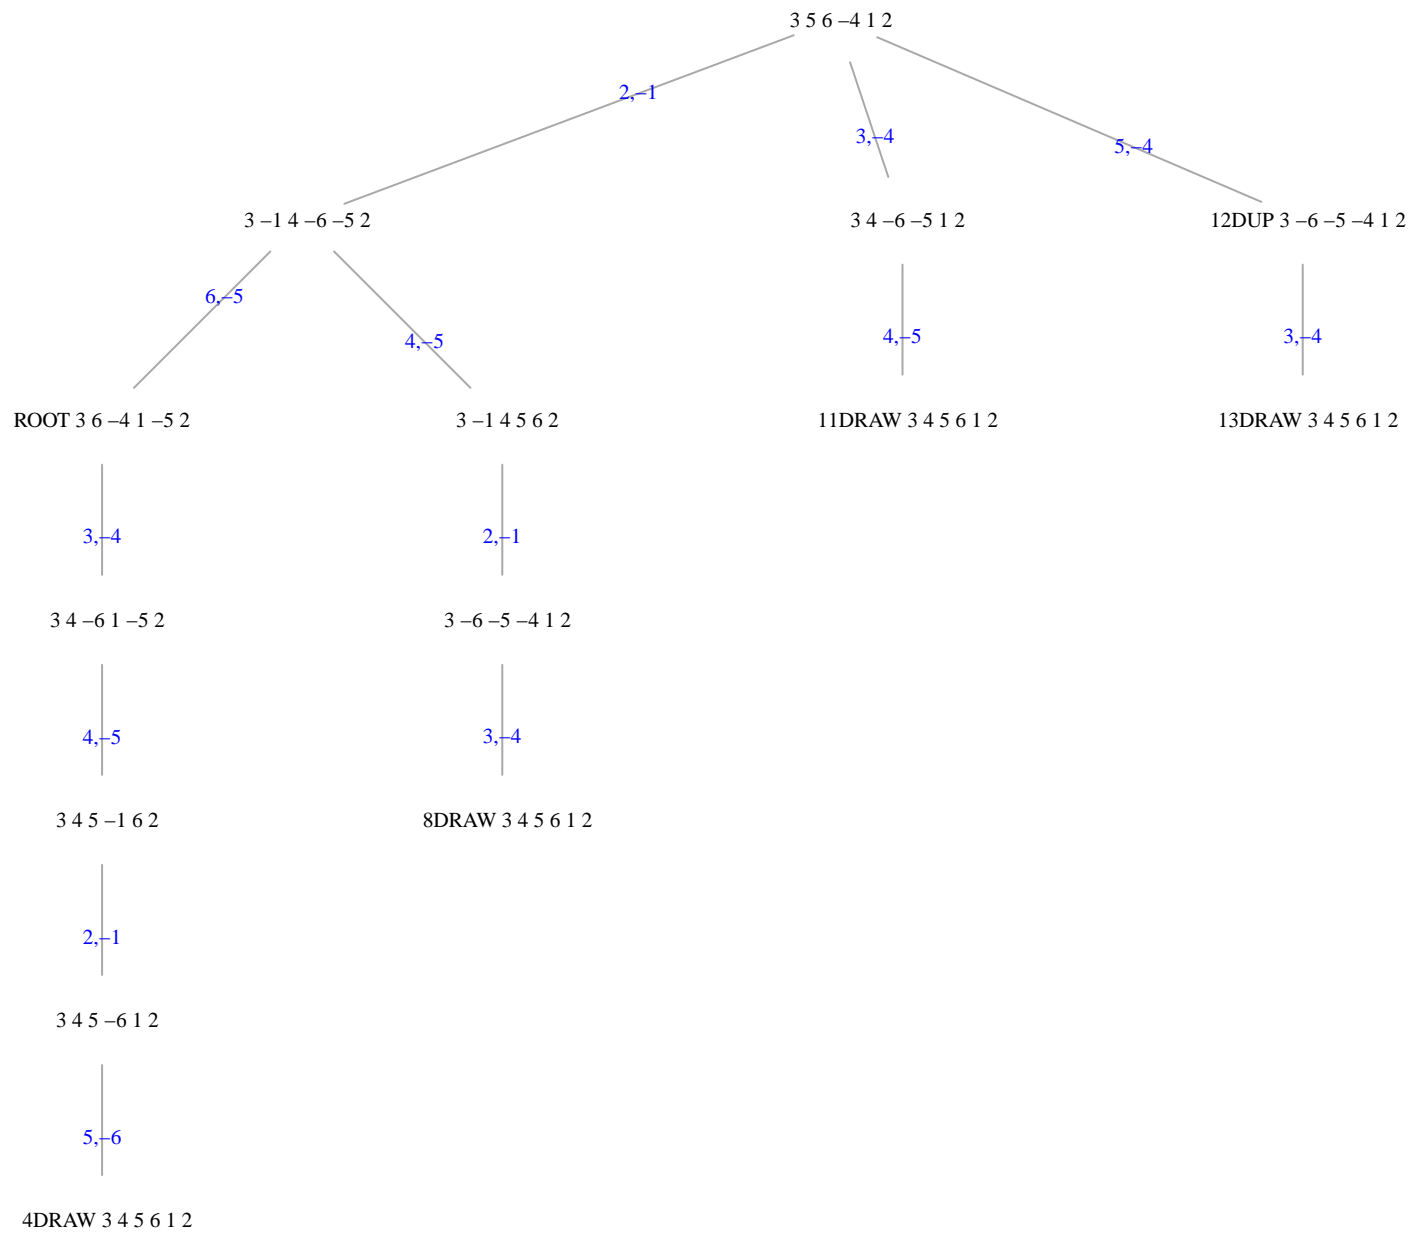 3 5 6 –4 1 2
2,–1
3,–4
5,–4
3 –1 4 –6 –5 2
3 4 –6 –5 1 2
12DUP 3 –6 –5 –4 1 2
6,–5
4,–5
4,–5
3,–4
ROOT 3 6 –4 1 –5 2
3 –1 4 5 6 2
11DRAW 3 4 5 6 1 2
13DRAW 3 4 5 6 1 2
3,–4
2,–1
3 4 –6 1 –5 2
3 –6 –5 –4 1 2
4,–5
3,–4
3 4 5 –1 6 2
8DRAW 3 4 5 6 1 2
2,–1
3 4 5 –6 1 2
5,–6
4DRAW 3 4 5 6 1 2